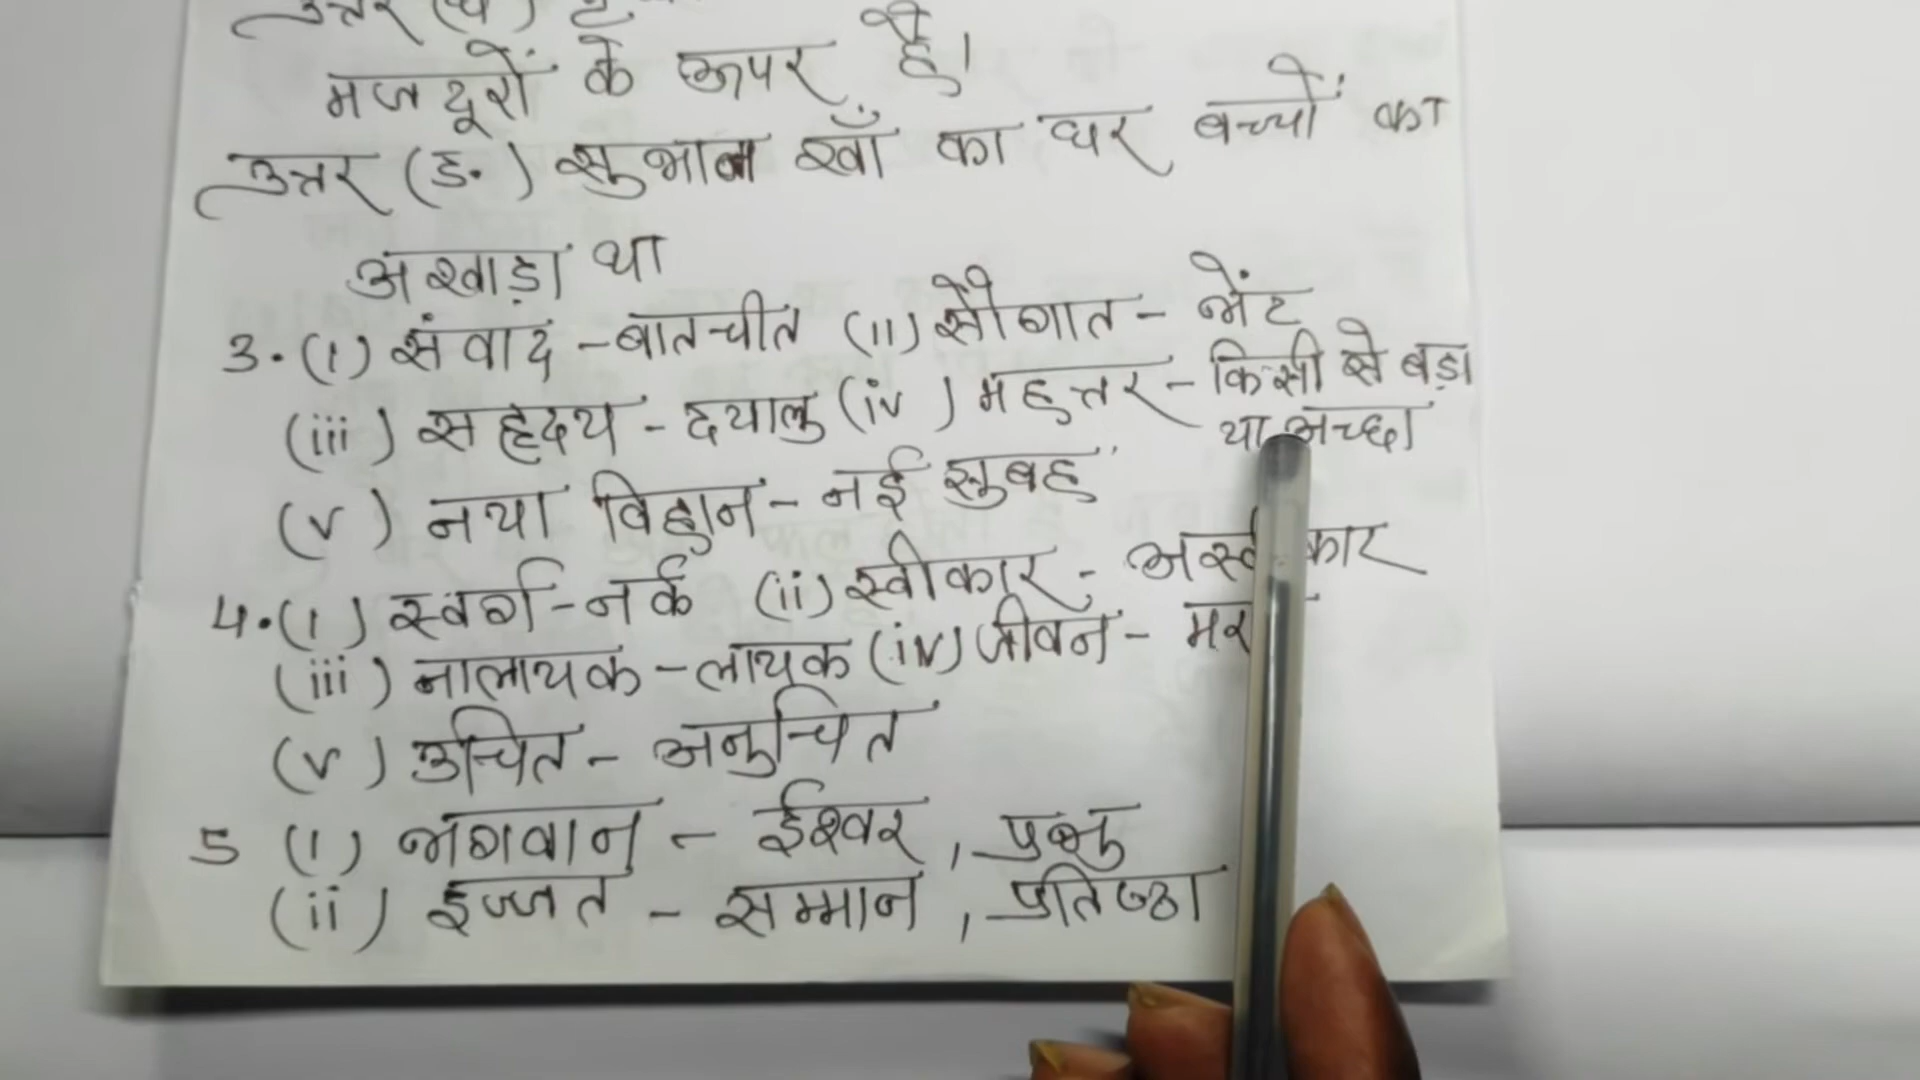 उत्तर (घ)
मजदूरों के ऊपर है।
उत्तर (ड.) सुभान खाँ का घर बच्चों का
अखाड़ा था
3. (i) संवाद - बातचीत (ii) सौगात - भेंट
(iii) सहृदय - दयालु (iv) महत्तर - किसी से बड़ा
या अच्छा
(v) नया विहान - नई सुबह
4. (i) स्वर्ग - नर्क (ii) स्वीकार - अस्वीकार
(iii) नालायक - लायक (iv) जीवन -
(v) उचित - अनुचित
5 (i) भगवान - ईश्वर, प्रभु
(ii) इज्जत - सम्मान, प्रतिष्ठा